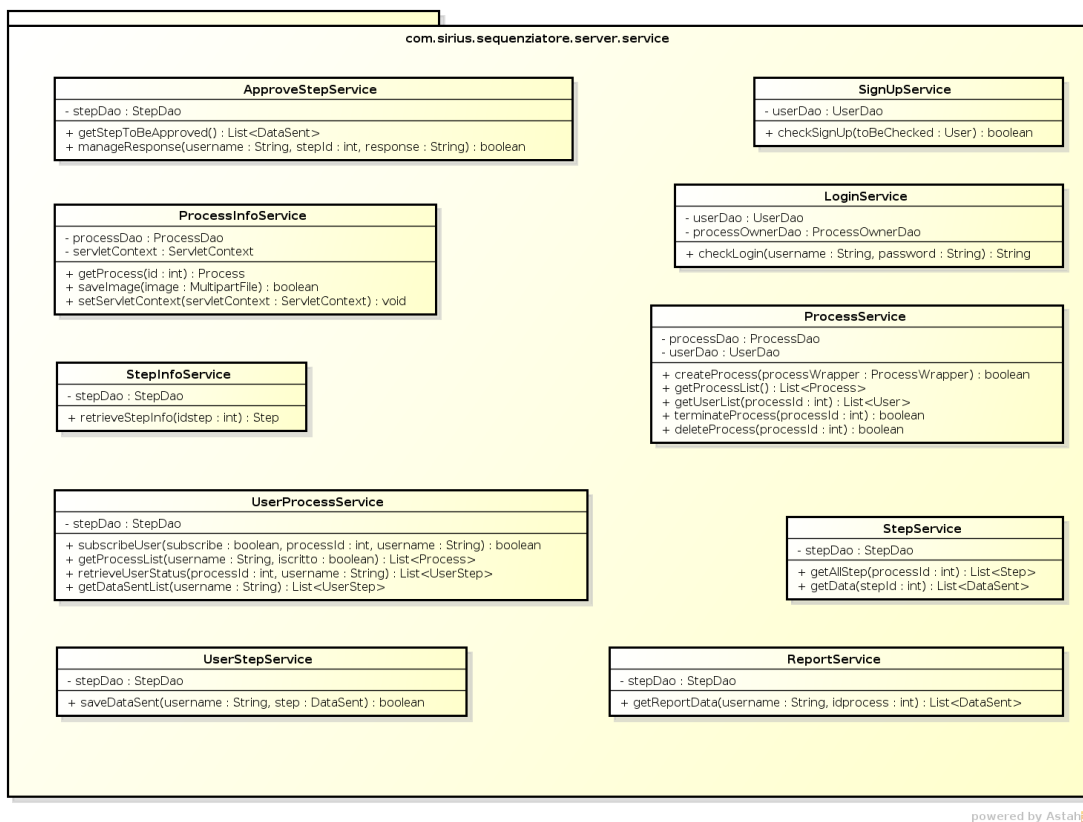 com.sirius.sequenziatore.server.service
ApproveStepService
- stepDao : StepDao
+ getStepToBeApproved() : List<DataSent>
+ manageResponse(username : String, stepId : int, response : String) : boolean
SignUpService
- userDao : UserDao
+ checkSignUp(toBeChecked : User) : boolean
ProcessInfoService
- processDao : ProcessDao
- servletContext : ServletContext
+ getProcess(id : int) : Process
+ saveImage(image : MultipartFile) : boolean
+ setServletContext(servletContext : ServletContext) : void
LoginService
- userDao : UserDao
- processOwnerDao : ProcessOwnerDao
+ checkLogin(username : String, password : String) : String
ProcessService
- processDao : ProcessDao
- userDao : UserDao
+ createProcess(processWrapper : ProcessWrapper) : boolean
+ getProcessList() : List<Process>
+ getUserList(processId : int) : List<User>
+ terminateProcess(processId : int) : boolean
+ deleteProcess(processId : int) : boolean
StepInfoService
- stepDao : StepDao
+ retrieveStepInfo(idstep : int) : Step
UserProcessService
- stepDao : StepDao
+ subscribeUser(subscribe : boolean, processId : int, username : String) : boolean
+ getProcessList(username : String, iscritto : boolean) : List<Process>
+ retrieveUserStatus(processId : int, username : String) : List<UserStep>
+ getDataSentList(username : String) : List<UserStep>
StepService
- stepDao : StepDao
+ getAllStep(processId : int) : List<Step>
+ getData(stepId : int) : List<DataSent>
UserStepService
- stepDao : StepDao
+ saveDataSent(username : String, step : DataSent) : boolean
ReportService
- stepDao : StepDao
+ getReportData(username : String, idprocess : int) : List<DataSent>
powered by Astah